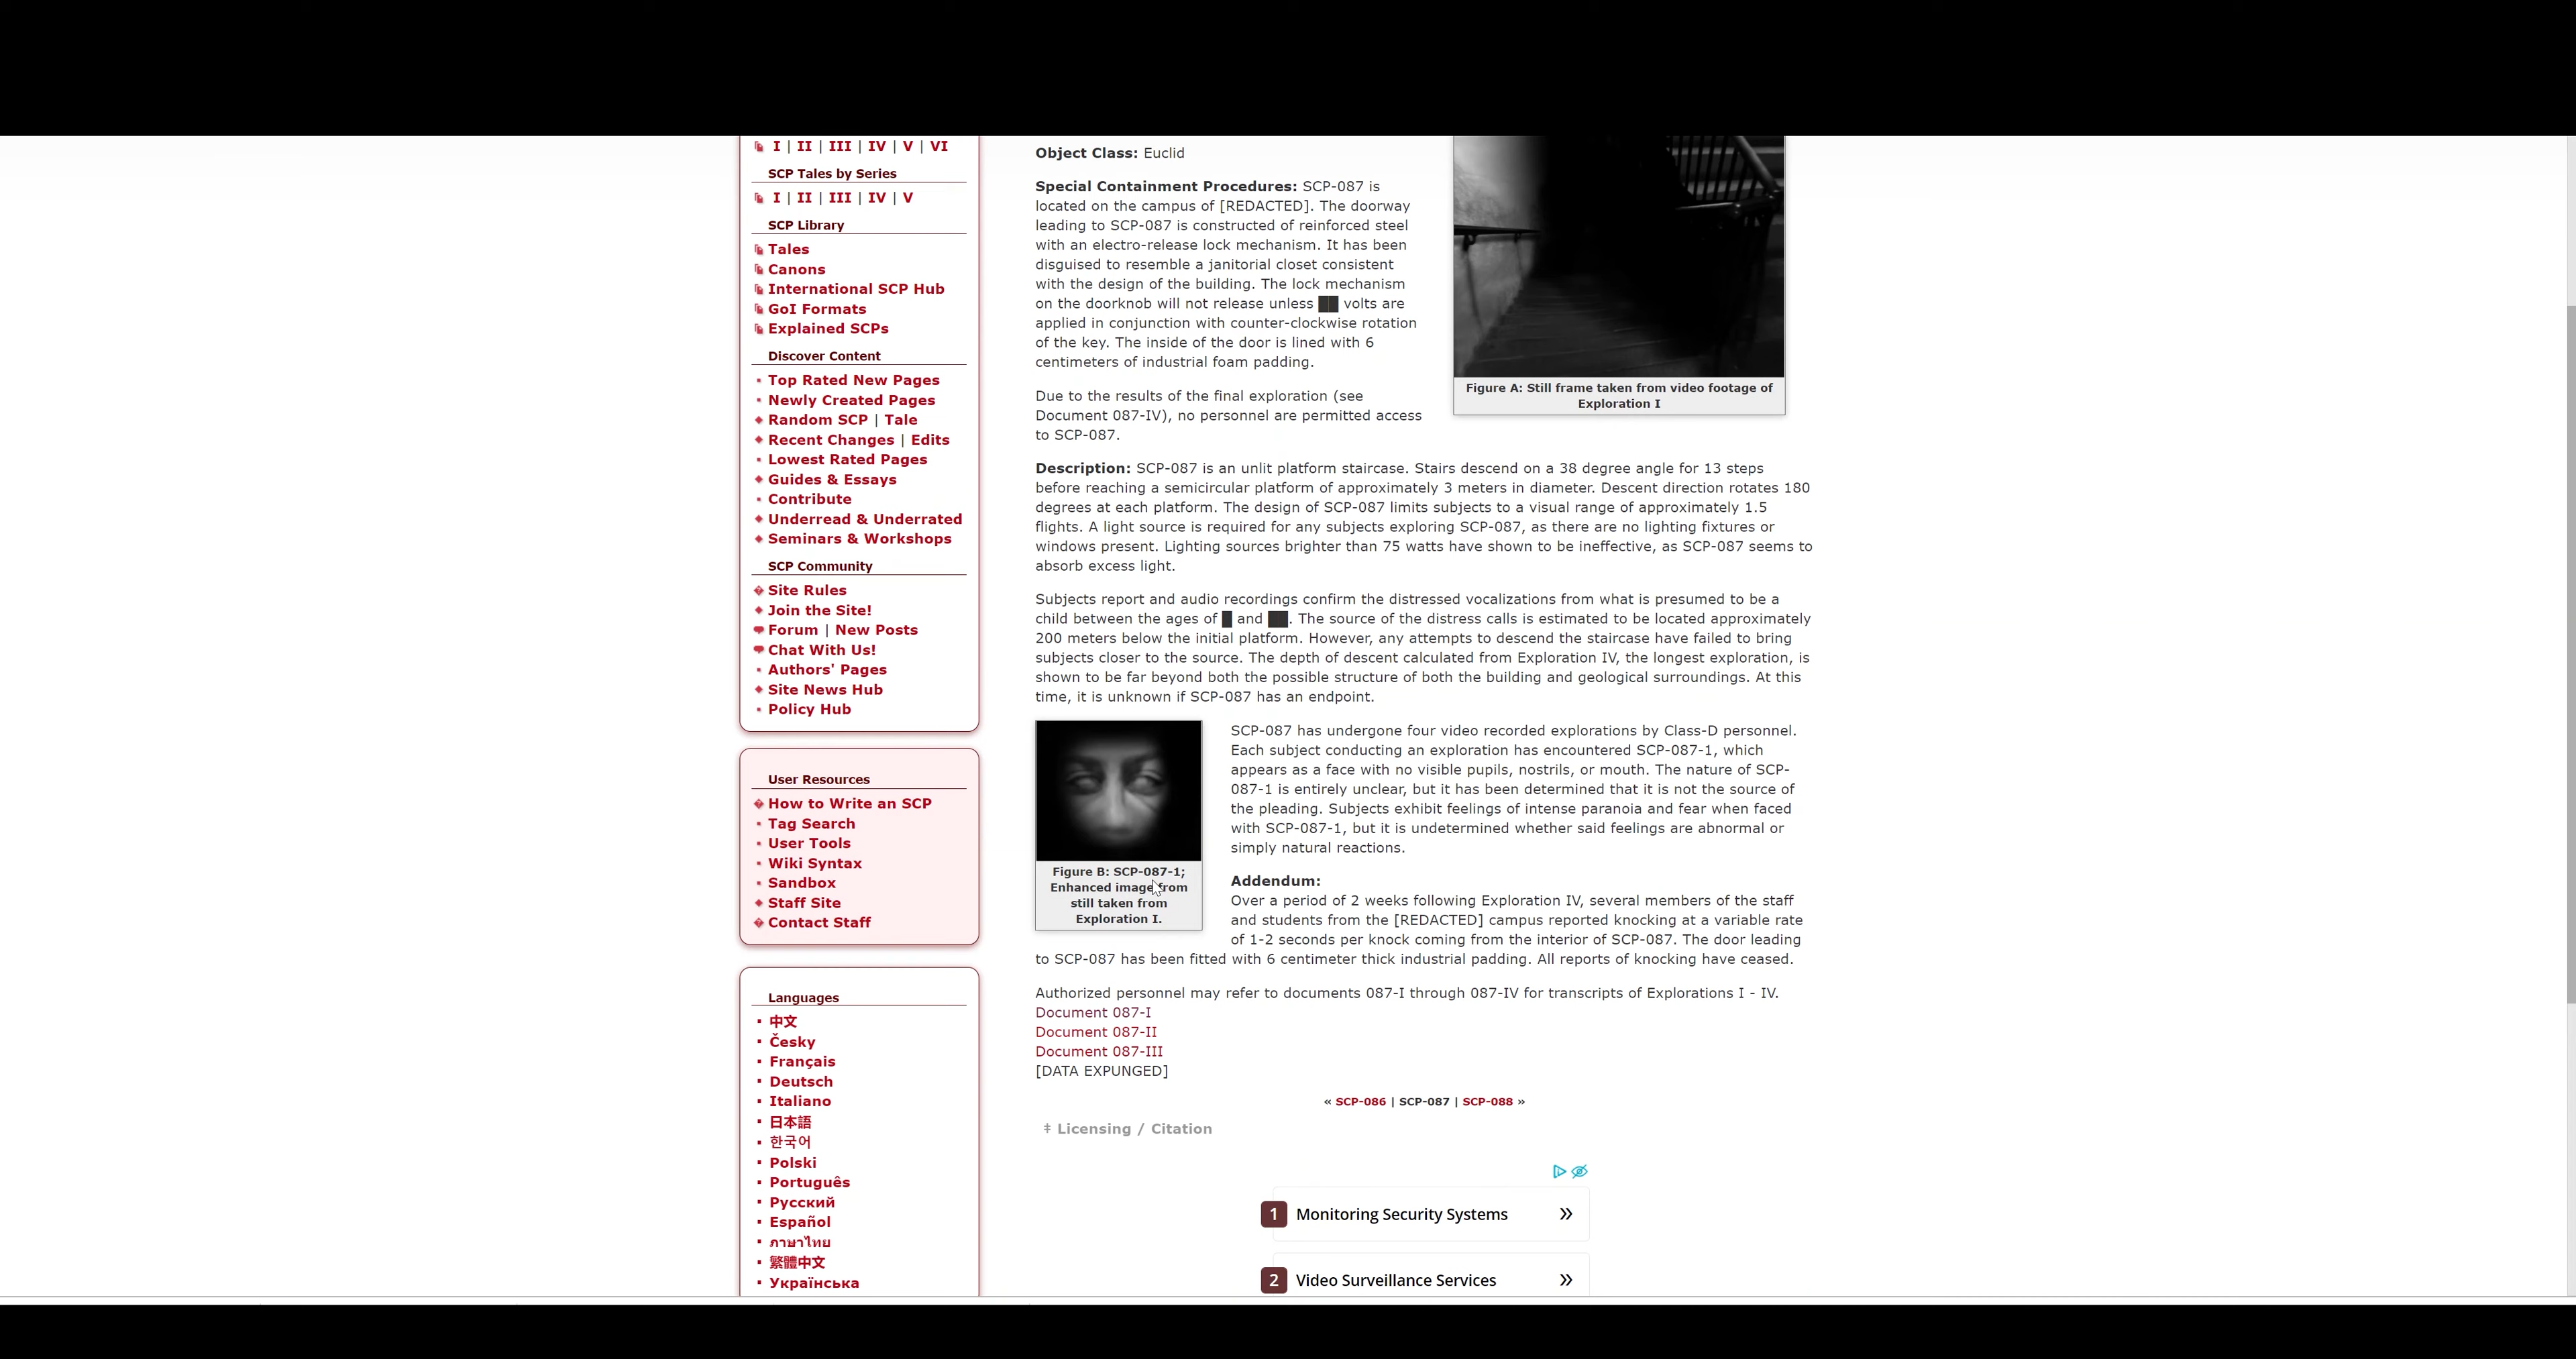 I | II | III | IV | V | VI
SCP Tales by Series
I | II | III | IV | V
SCP Library
Tales
Canons
International SCP Hub
GoI Formats
Explained SCPs
Discover Content
Top Rated New Pages
Newly Created Pages
Random SCP | Tale
Recent Changes | Edits
Lowest Rated Pages
Guides & Essays
Contribute
Underread & Underrated
Seminars & Workshops
SCP Community
Site Rules
Join the Site!
Forum | New Posts
Chat With Us!
Authors' Pages
Site News Hub
Policy Hub
User Resources
How to Write an SCP
Tag Search
User Tools
Wiki Syntax
Sandbox
Staff Site
Contact Staff
Languages
中文
Česky
Français
Deutsch
Italiano
日本語
한국어
Polski
Português
Русский
Español
ภาษาไทย
繁體中文
Українська
Object Class: Euclid
Special Containment Procedures: SCP-087 is
located on the campus of [REDACTED]. The doorway
leading to SCP-087 is constructed of reinforced steel
with an electro-release lock mechanism. It has been
disguised to resemble a janitorial closet consistent
with the design of the building. The lock mechanism
on the doorknob will not release unless ██ volts are
applied in conjunction with counter-clockwise rotation
of the key. The inside of the door is lined with 6
centimeters of industrial foam padding.
Due to the results of the final exploration (see
Document 087-IV), no personnel are permitted access
to SCP-087.
Figure A: Still frame taken from video footage of
Exploration I
Description: SCP-087 is an unlit platform staircase. Stairs descend on a 38 degree angle for 13 steps
before reaching a semicircular platform of approximately 3 meters in diameter. Descent direction rotates 180
degrees at each platform. The design of SCP-087 limits subjects to a visual range of approximately 1.5
flights. A light source is required for any subjects exploring SCP-087, as there are no lighting fixtures or
windows present. Lighting sources brighter than 75 watts have shown to be ineffective, as SCP-087 seems to
absorb excess light.
Subjects report and audio recordings confirm the distressed vocalizations from what is presumed to be a
child between the ages of █ and ██. The source of the distress calls is estimated to be located approximately
200 meters below the initial platform. However, any attempts to descend the staircase have failed to bring
subjects closer to the source. The depth of descent calculated from Exploration IV, the longest exploration, is
shown to be far beyond both the possible structure of both the building and geological surroundings. At this
time, it is unknown if SCP-087 has an endpoint.
Figure B: SCP-087-1;
Enhanced image from
still taken from
Exploration I.
SCP-087 has undergone four video recorded explorations by Class-D personnel.
Each subject conducting an exploration has encountered SCP-087-1, which
appears as a face with no visible pupils, nostrils, or mouth. The nature of SCP-
087-1 is entirely unclear, but it has been determined that it is not the source of
the pleading. Subjects exhibit feelings of intense paranoia and fear when faced
with SCP-087-1, but it is undetermined whether said feelings are abnormal or
simply natural reactions.
Addendum:
Over a period of 2 weeks following Exploration IV, several members of the staff
and students from the [REDACTED] campus reported knocking at a variable rate
of 1-2 seconds per knock coming from the interior of SCP-087. The door leading
to SCP-087 has been fitted with 6 centimeter thick industrial padding. All reports of knocking have ceased.
Authorized personnel may refer to documents 087-I through 087-IV for transcripts of Explorations I - IV.
Document 087-I
Document 087-II
Document 087-III
[DATA EXPUNGED]
« SCP-086 | SCP-087 | SCP-088 »
‡ Licensing / Citation
1 Monitoring Security Systems »
2 Video Surveillance Services »